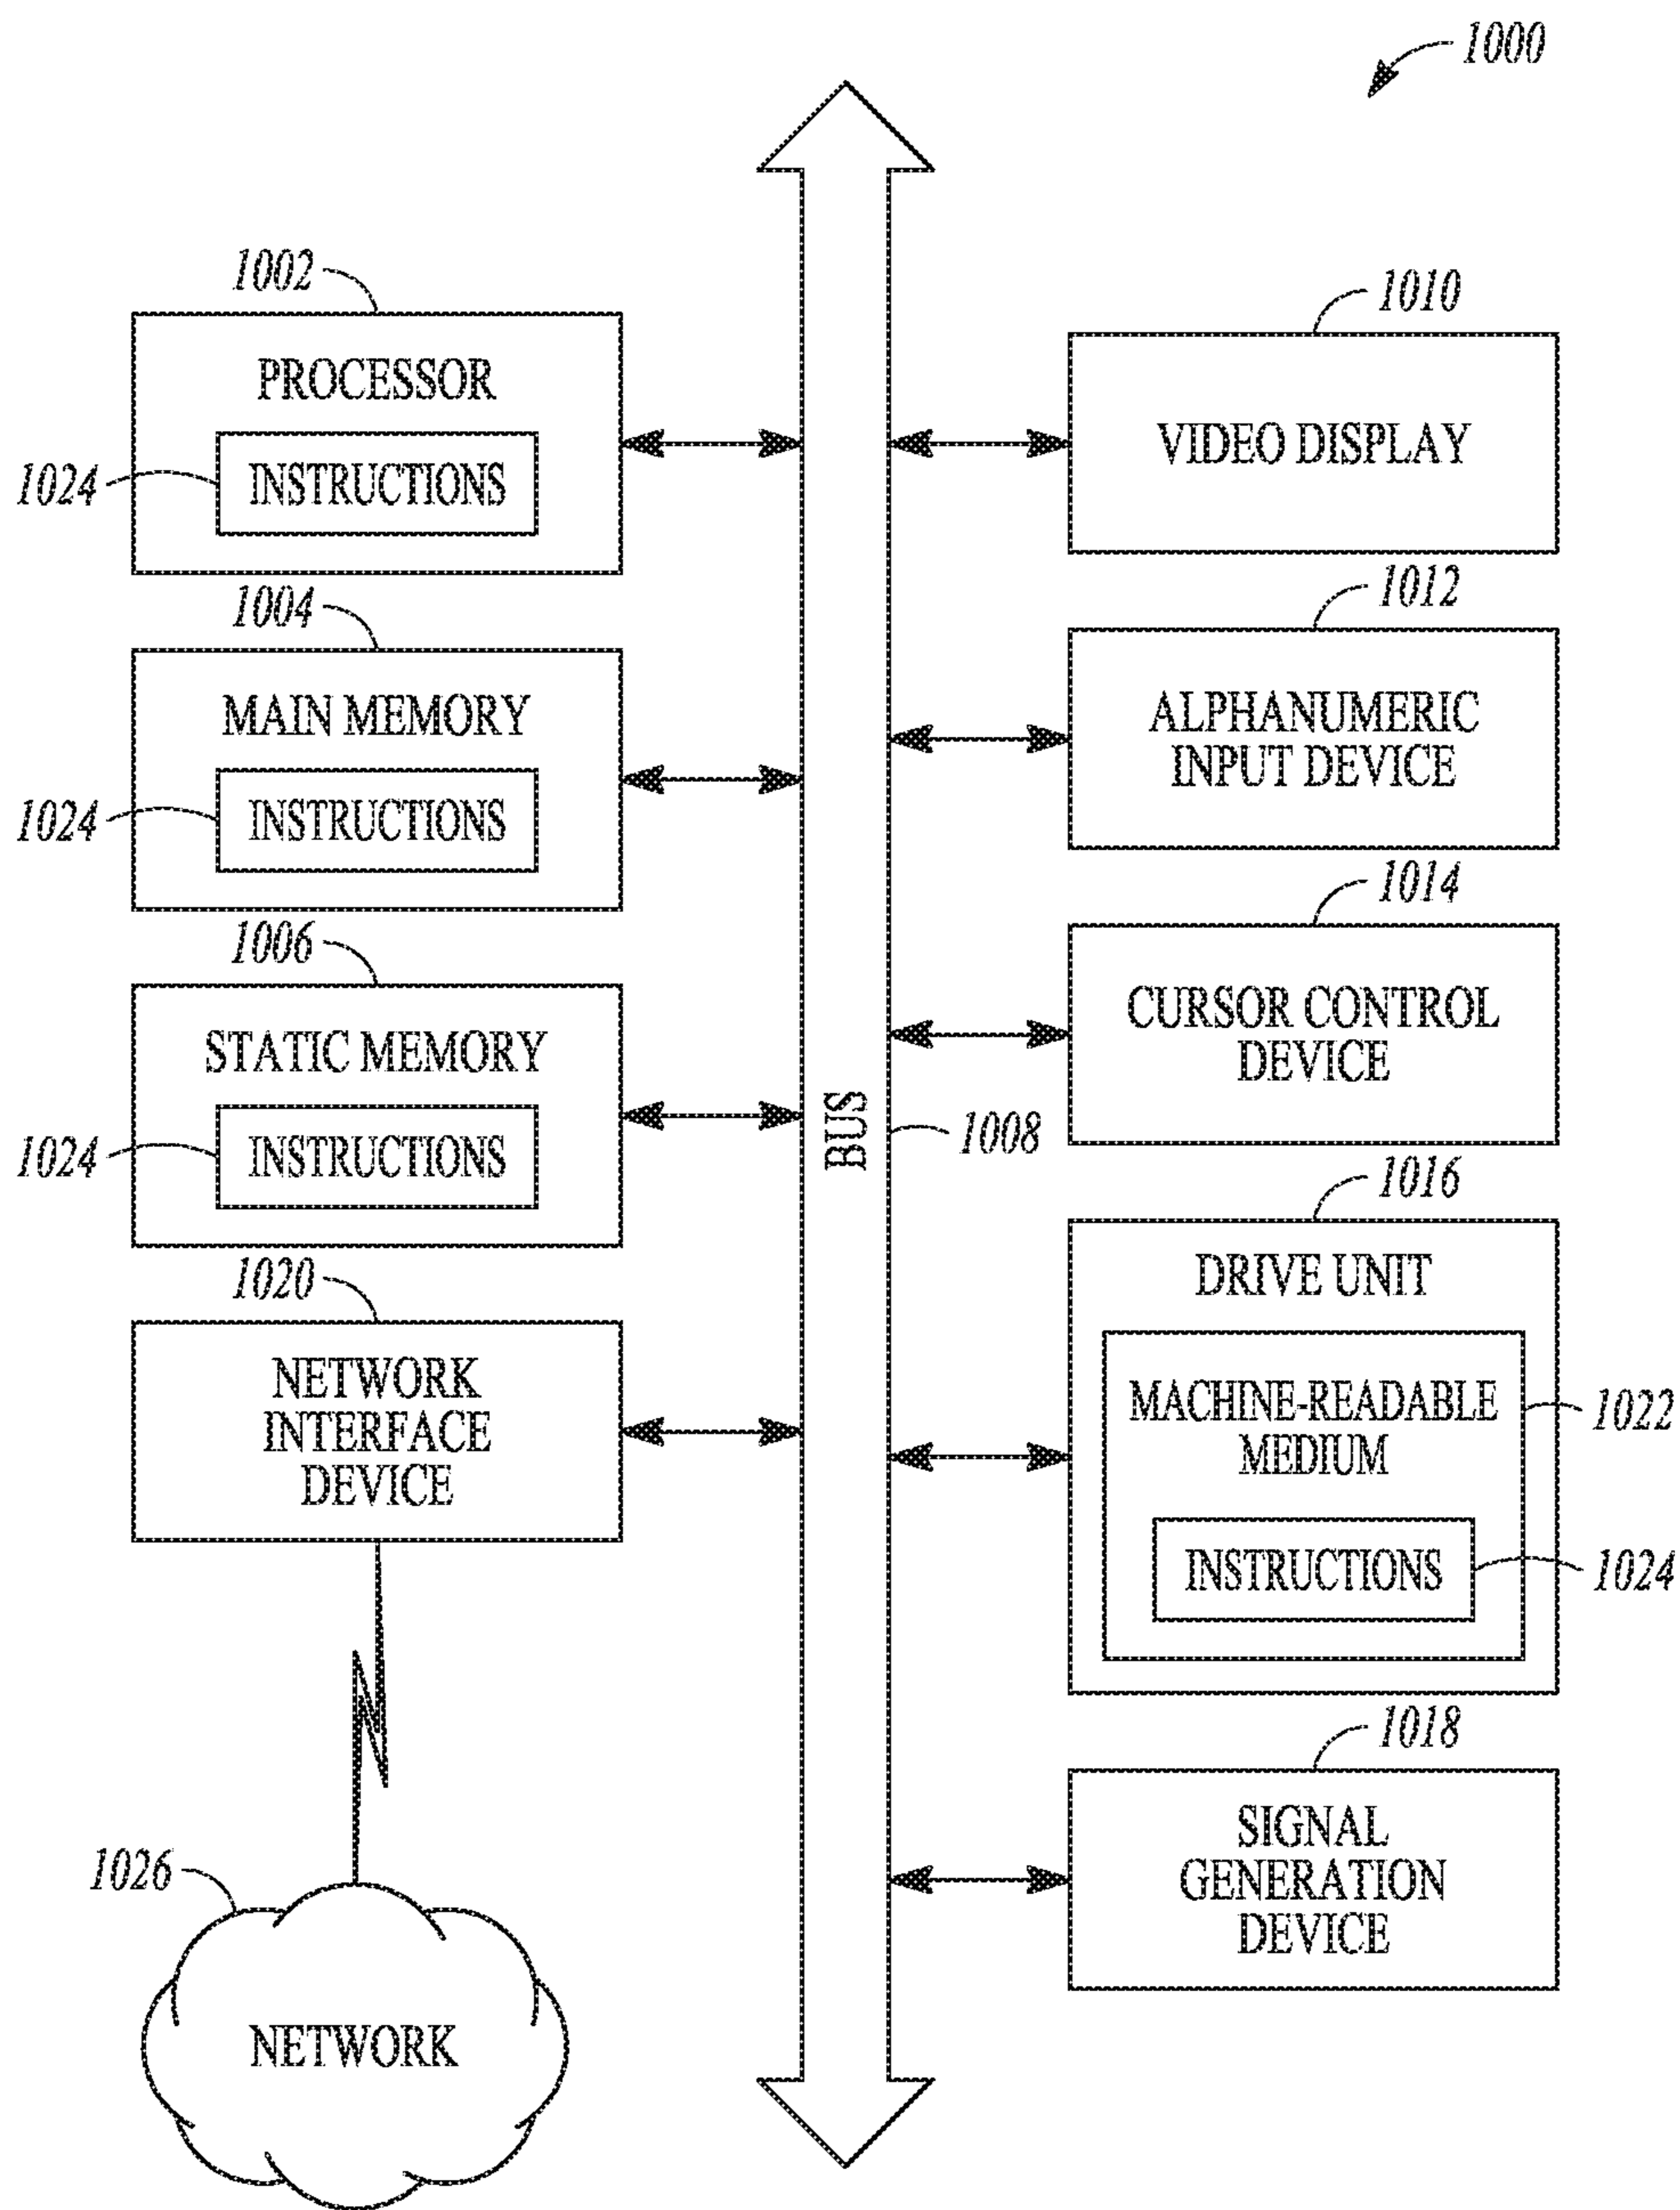 1000
1002
PROCESSOR
1024
INSTRUCTIONS
1004
MAIN MEMORY
1024
INSTRUCTIONS
1006
STATIC MEMORY
1024
INSTRUCTIONS
1020
NETWORK
INTERFACE
DEVICE
1026
NETWORK
BUS
1008
1010
VIDEO DISPLAY
1012
ALPHANUMERIC
INPUT DEVICE
1014
CURSOR CONTROL
DEVICE
1016
DRIVE UNIT
MACHINE-READABLE
MEDIUM
1022
INSTRUCTIONS
1024
1018
SIGNAL
GENERATION
DEVICE